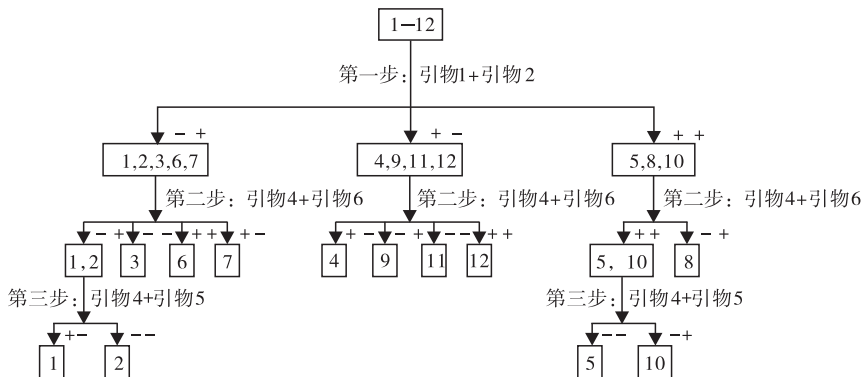 1-12
第一步：引物1+引物2
- + + - + +
1,2,3,6,7 4,9,11,12 5,8,10
第二步：引物4+引物6 第二步：引物4+引物6 第二步：引物4+引物6
- + - - + + + - + - - + - - + + + + - +
1,2 3 6 7 4 9 11 12 5, 10 8
第三步：引物4+引物5 第三步：引物4+引物5
+- -- -- -+
1 2 5 10